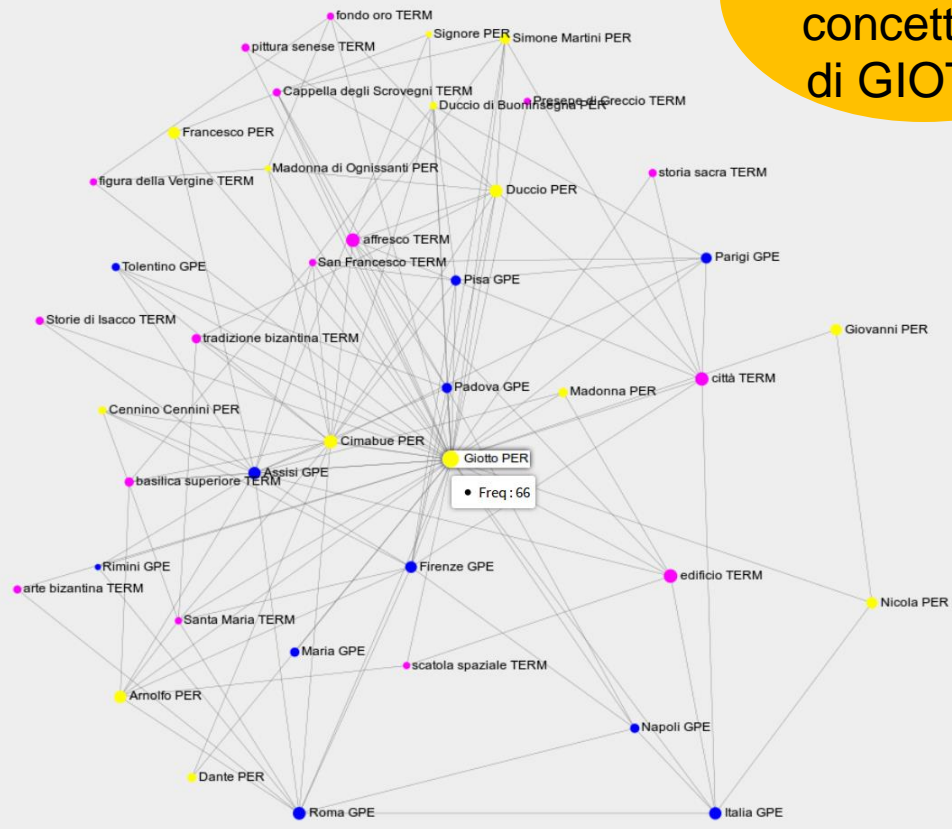 concett
di GIOT
fondo oro TERM
Signore PER
Simone Martini PER
pittura senese TERM
Cappella degli Scrovegni TERM
Duccio di Buoninsegna PER
Presepe di Greccio TERM
Francesco PER
Madonna di Ognissanti PER
storia sacra TERM
figura della Vergine TERM
Duccio PER
affresco TERM
San Francesco TERM
Parigi GPE
Tolentino GPE
Pisa GPE
Storie di Isacco TERM
Giovanni PER
tradizione bizantina TERM
città TERM
Padova GPE
Madonna PER
Cennino Cennini PER
Cimabue PER
Giotto PER
Assisi GPE
basilica superiore TERM
Freq : 66
Rimini GPE
Firenze GPE
edificio TERM
arte bizantina TERM
Nicola PER
Santa Maria TERM
Maria GPE
scatola spaziale TERM
Arnolfo PER
Napoli GPE
Dante PER
Roma GPE
Italia GPE